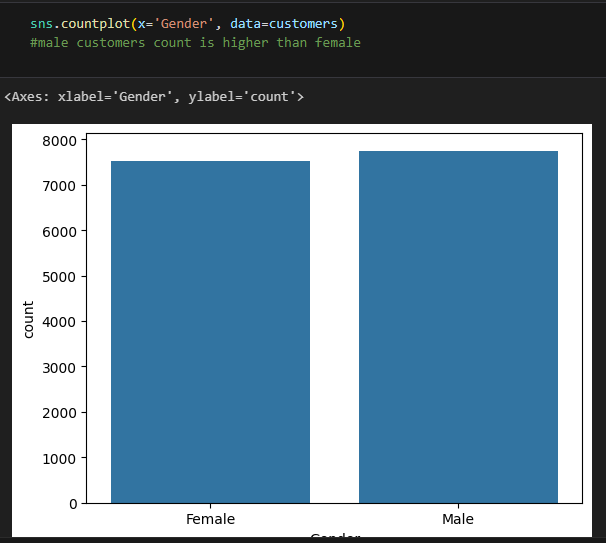 sns.countplot(x='Gender', data=customers)
#male customers count is higher than female
<Axes: xlabel='Gender', ylabel='count'>
8000
7000
6000
5000
4000
3000
2000
1000
0
count
Female Male
Gender